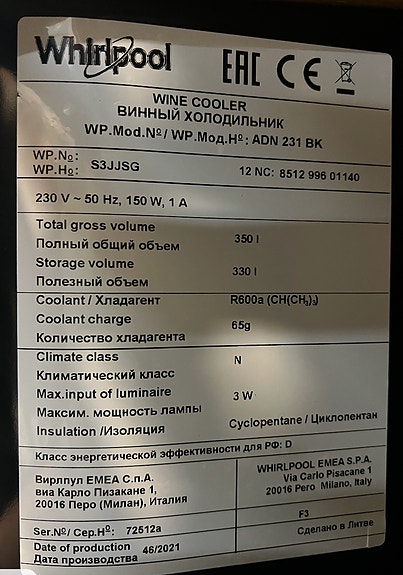 Whirlpool
EAC CE
WINE COOLER
ВИННЫЙ ХОЛОДИЛЬНИК
WP.Mod.Nº/ WP.Мод.Hº: ADN 231 BK
WP.Nº:
WP.Hº: S3JJSG 12 NC: 8512 996 01140
230 V ~ 50 Hz, 150 W, 1 A
Total gross volume
Полный общий объем 350 l
Storage volume
Полезный объем 330 l
Coolant / Хладагент R600a (CH(CH₃)₃)
Coolant charge
Количество хладагента 65g
Climate class
Климатический класс N
Max.input of luminaire
Максим. мощность лампы 3 W
Insulation /Изоляция Cyclopentane / Циклопентан
Класс энергетической эффективности для РФ: D
Вирлпул ЕМЕА С.п.А.
виа Карло Пизакане 1,
20016 Перо (Милан), Италия
WHIRLPOOL EMEA S.P.A.
Via Carlo Pisacane 1
20016 Pero Milano, Italy
F3
Ser.Nº/ Сер.Hº: 72512a Сделано в Литве
Date of production 46/2021
Дата производства